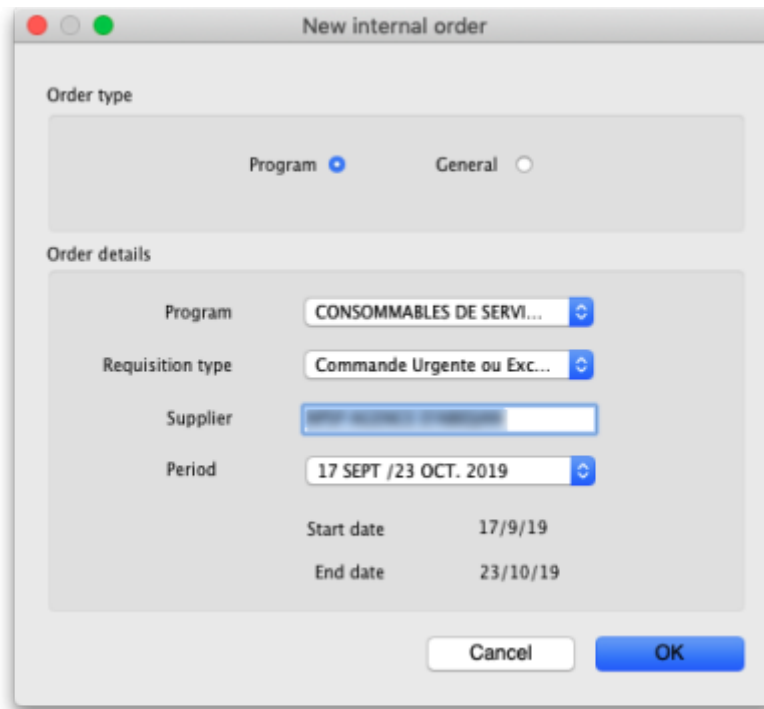 New internal order
Order type
Program General
Order details
Program CONSOMMABLES DE SERVI...
Requisition type Commande Urgente ou Exc...
Supplier
Period 17 SEPT /23 OCT. 2019
Start date 17/9/19
End date 23/10/19
Cancel OK